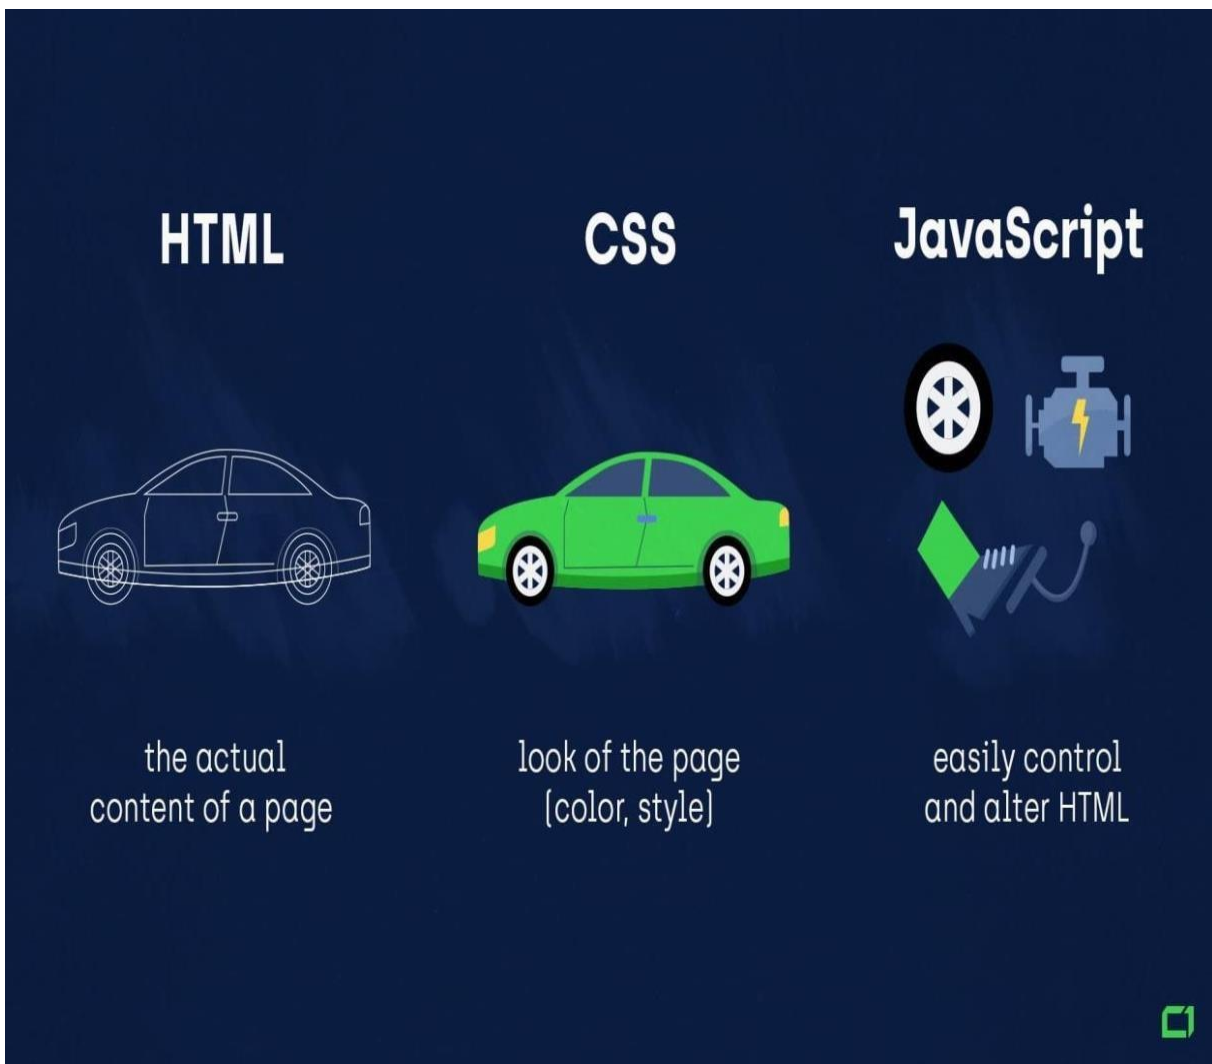 HTML
the actual
content of a page
CSS
look of the page
(color, style)
JavaScript
easily control
and alter HTML